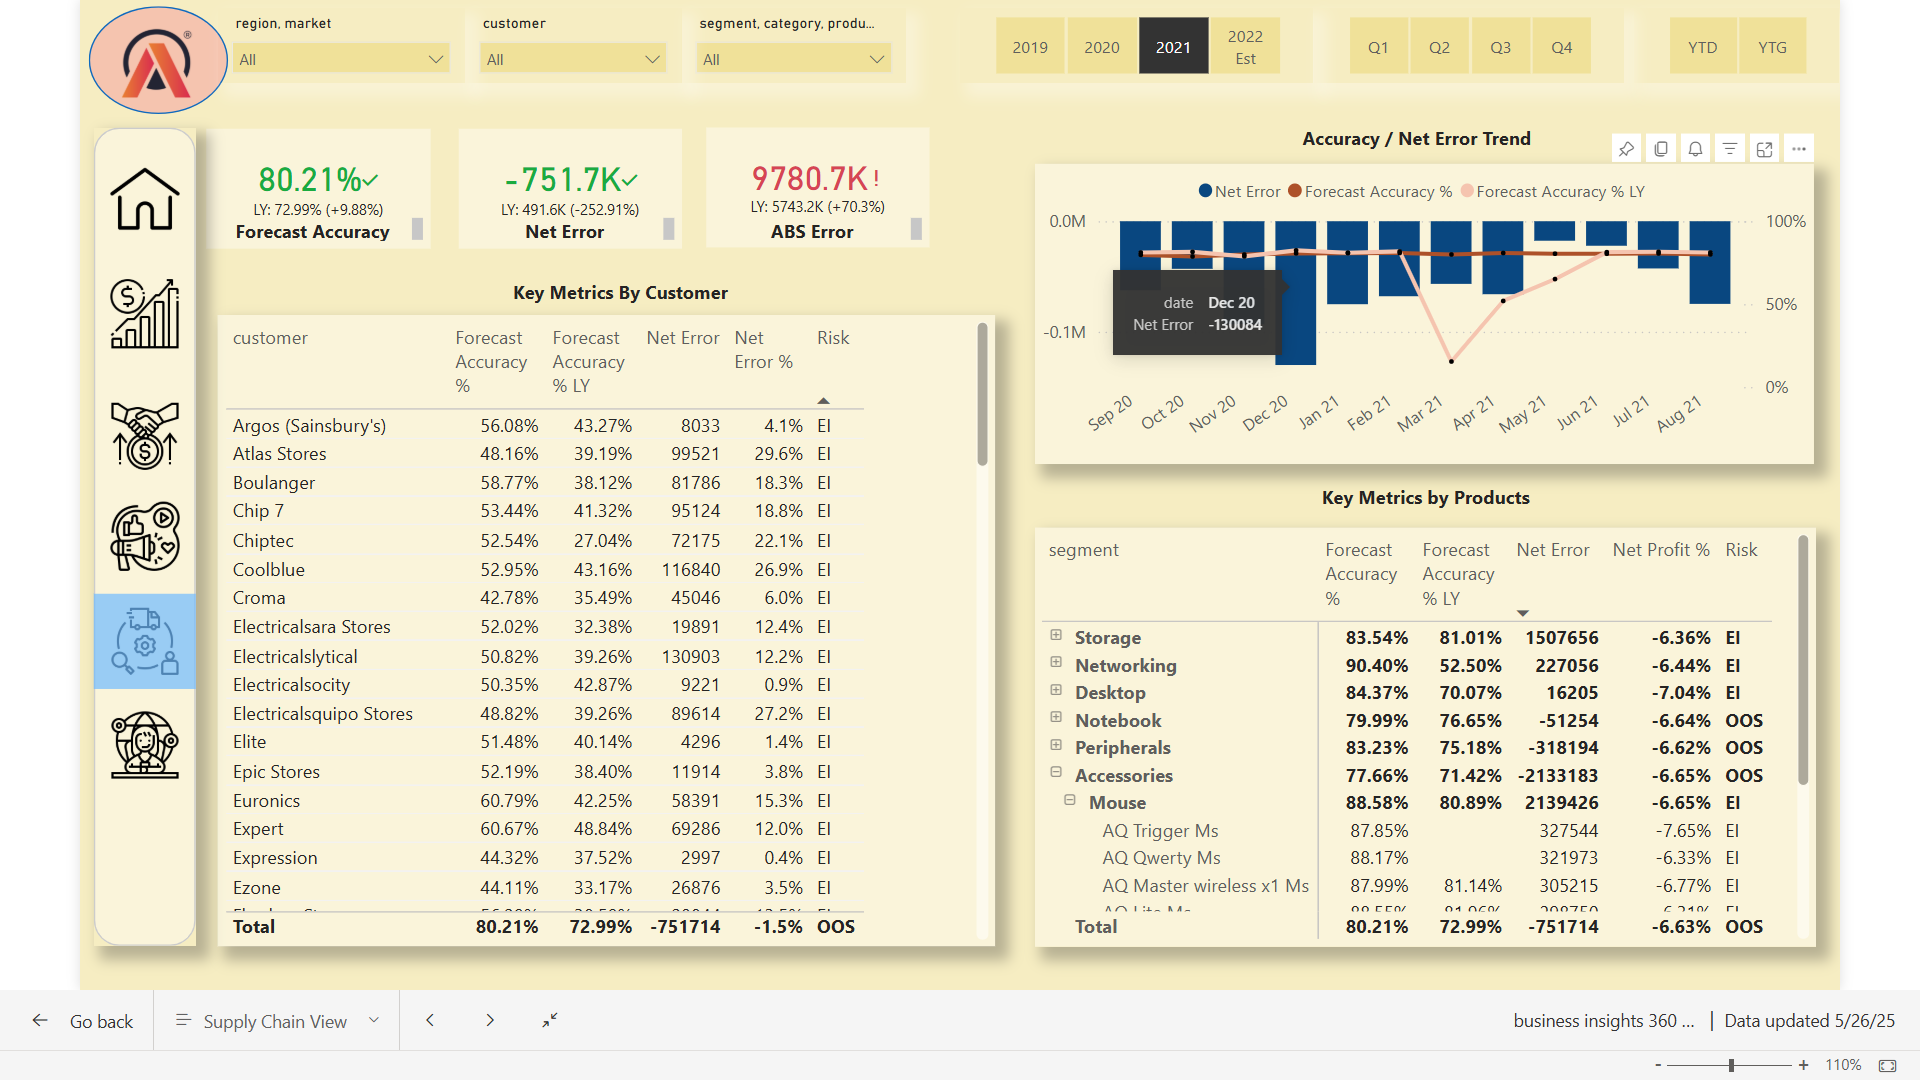 region, market
customer
segment, category, produ...
All
All
All
2019
2020
2021
2022 Est
Q1
Q2
Q3
Q4
YTD
YTG
80.21%
LY: 72.99% (+9.88%)
Forecast Accuracy
-751.7K
LY: 491.6K (-252.91%)
Net Error
9780.7K!
LY: 5743.2K (+70.3%)
ABS Error
Accuracy / Net Error Trend
Net Error Forecast Accuracy % Forecast Accuracy % LY
0.0M
-0.1M
100%
50%
0%
date Dec 20
Net Error -130084
Sep 20 Oct 20 Nov 20 Dec 20 Jan 21 Feb 21 Mar 21 Apr 21 May 21 Jun 21 Jul 21 Aug 21
Key Metrics By Customer
customer Forecast Accuracy % Forecast Accuracy % LY Net Error Net Error % Risk
Argos (Sainsbury's) 56.08% 43.27% 8033 4.1% EI
Atlas Stores 48.16% 39.19% 99521 29.6% EI
Boulanger 58.77% 38.12% 81786 18.3% EI
Chip 7 53.44% 41.32% 95124 18.8% EI
Chiptec 52.54% 27.04% 72175 22.1% EI
Coolblue 52.95% 43.16% 116840 26.9% EI
Croma 42.78% 35.49% 45046 6.0% EI
Electricalsara Stores 52.02% 32.38% 19891 12.4% EI
Electricalslytical 50.82% 39.26% 130903 12.2% EI
Electricalsocity 50.35% 42.87% 9221 0.9% EI
Electricalsquipo Stores 48.82% 39.26% 89614 27.2% EI
Elite 51.48% 40.14% 4296 1.4% EI
Epic Stores 52.19% 38.40% 11914 3.8% EI
Euronics 60.79% 42.25% 58391 15.3% EI
Expert 60.67% 48.84% 69286 12.0% EI
Expression 44.32% 37.52% 2997 0.4% EI
Ezone 44.11% 33.17% 26876 3.5% EI
Total 80.21% 72.99% -751714 -1.5% OOS
Key Metrics by Products
segment Forecast Accuracy % Forecast Accuracy % LY Net Error Net Profit % Risk
Storage 83.54% 81.01% 1507656 -6.36% EI
Networking 90.40% 52.50% 227056 -6.44% EI
Desktop 84.37% 70.07% 16205 -7.04% EI
Notebook 79.99% 76.65% -51254 -6.64% OOS
Peripherals 83.23% 75.18% -318194 -6.62% OOS
Accessories 77.66% 71.42% -2133183 -6.65% OOS
Mouse 88.58% 80.89% 2139426 -6.65% EI
AQ Trigger Ms 87.85% 327544 -7.65% EI
AQ Qwerty Ms 88.17% 321973 -6.33% EI
AQ Master wireless x1 Ms 87.99% 81.14% 305215 -6.77% EI
Total 80.21% 72.99% -751714 -6.63% OOS
Go back
Supply Chain View
business insights 360 ... | Data updated 5/26/25
- + 110%